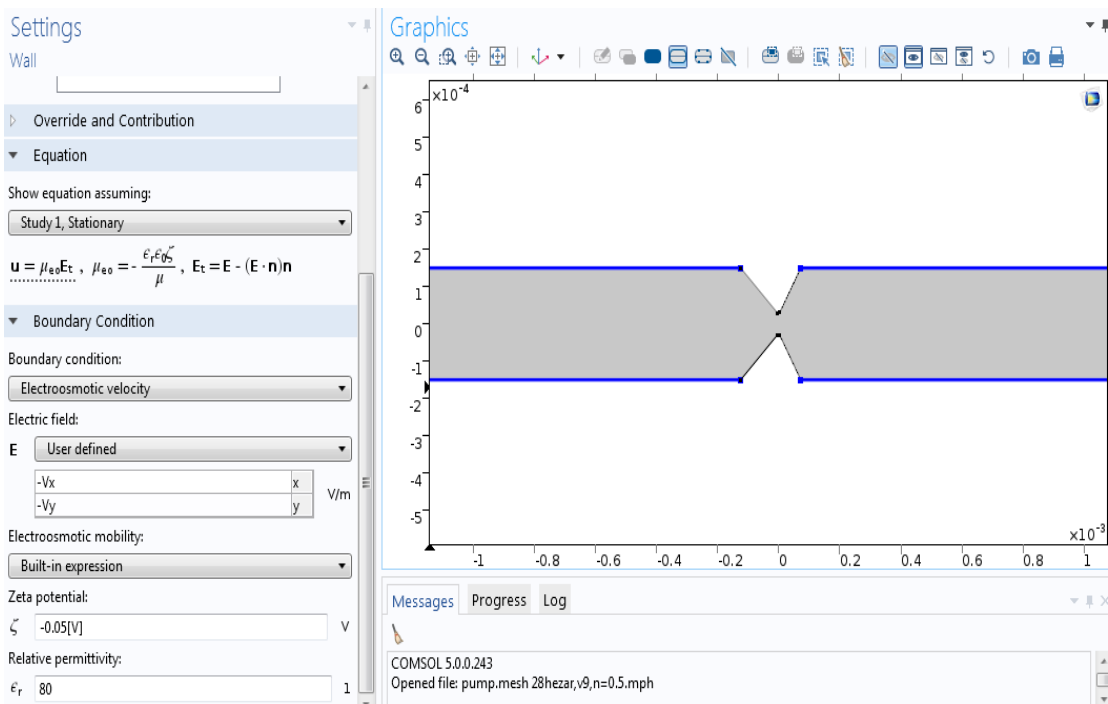 Settings
Wall
Override and Contribution
Equation
Show equation assuming:
Study 1, Stationary
u = μeoEt , μeo = - εrε0ζ / μ , Et = E - (E · n)n
Boundary Condition
Boundary condition:
Electroosmotic velocity
Electric field:
E User defined
-Vx x
-Vy y
V/m
Electroosmotic mobility:
Built-in expression
Zeta potential:
ζ -0.05[V] V
Relative permittivity:
εr 80 1
Graphics
×10-4
6
5
4
3
2
1
0
-1
-2
-3
-4
-5
×10-3
-1 -0.8 -0.6 -0.4 -0.2 0 0.2 0.4 0.6 0.8 1
Messages Progress Log
COMSOL 5.0.0.243
Opened file: pump.mesh 28hezar,v9,n=0.5.mph